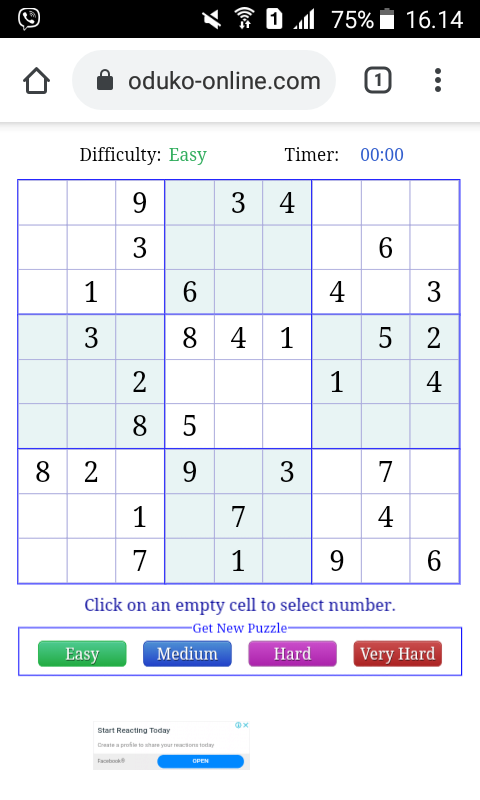 1 75% 16.14
oduko-online.com 1
Difficulty: Easy Timer: 00:00
9 3 4
3 6
1 6 4 3
3 8 4 1 5 2
2 1 4
8 5
8 2 9 3 7
1 7 4
7 1 9 6
Click on an empty cell to select number.
Get New Puzzle
Easy Medium Hard Very Hard
Start Reacting Today
Create a profile to share your reactions today
Facebook® OPEN